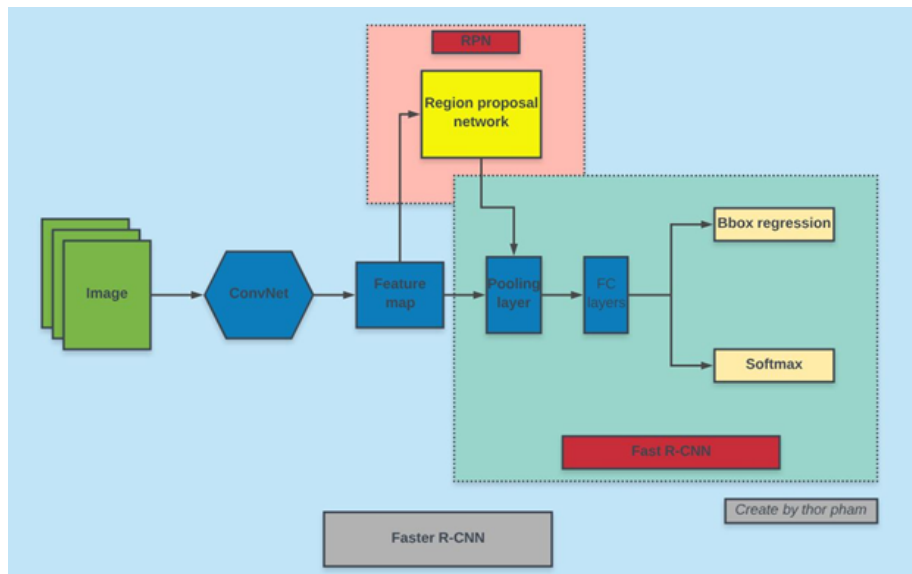 RPN
Region proposal
network
Image
ConvNet
Feature
map
Pooling
layer
FC
layers
Bbox regression
Softmax
Fast R-CNN
Create by thor pham
Faster R-CNN